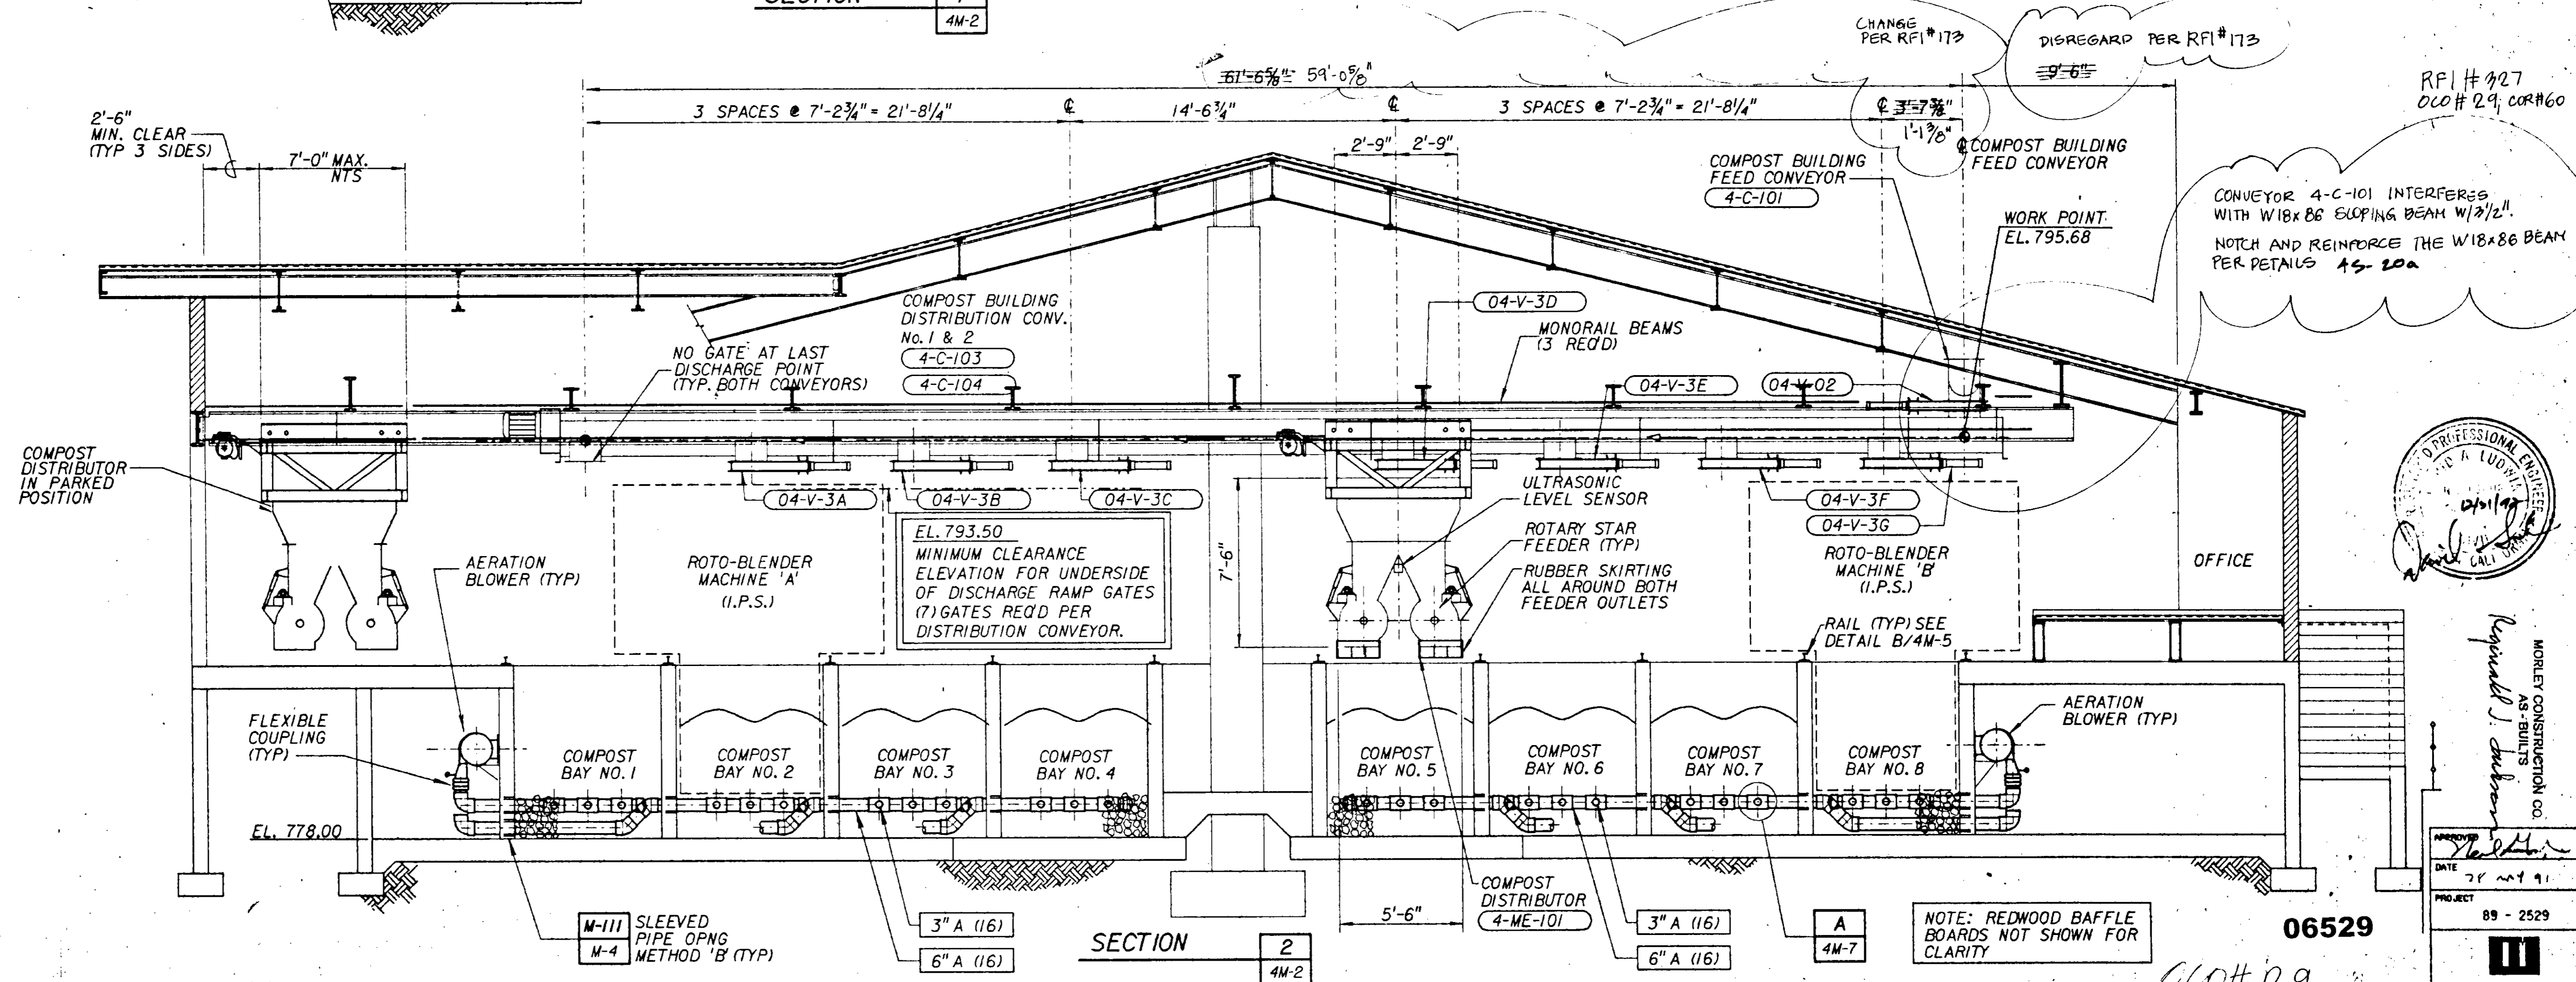 SECTION
4M-2
CHANGE
PER RFI#173
DISREGARD PER RFI#173
61'-6⅝" 59'-0⅝"
9'-6"
RFI # 327
OCO # 29, COR#60
3 SPACES @ 7'-2¾" = 21'-8¼"
℄
14'-6¾"
℄
3 SPACES @ 7'-2¾" = 21'-8¼"
℄
1'-1⅜"
2'-6"
MIN. CLEAR
(TYP 3 SIDES)
7'-0" MAX.
NTS
2'-9"
2'-9"
COMPOST BUILDING
FEED CONVEYOR
4-C-101
℄ COMPOST BUILDING
FEED CONVEYOR
WORK POINT
EL. 795.68
CONVEYOR 4-C-101 INTERFERES
WITH W18x86 SLOPING BEAM W/3½".
NOTCH AND REINFORCE THE W18x86 BEAM
PER DETAILS AS-20a
COMPOST BUILDING
DISTRIBUTION CONV.
No. 1 & 2
4-C-103
4-C-104
NO GATE AT LAST
DISCHARGE POINT
(TYP. BOTH CONVEYORS)
04-V-3D
MONORAIL BEAMS
(3 REQ'D)
04-V-3E
04-V-02
COMPOST
DISTRIBUTOR
IN PARKED
POSITION
04-V-3A
04-V-3B
04-V-3C
ULTRASONIC
LEVEL SENSOR
04-V-3F
04-V-3G
AERATION
BLOWER (TYP)
ROTO-BLENDER
MACHINE 'A'
(I.P.S.)
EL. 793.50
MINIMUM CLEARANCE
ELEVATION FOR UNDERSIDE
OF DISCHARGE RAMP GATES
(7) GATES REQ'D PER
DISTRIBUTION CONVEYOR.
7'-6"
ROTARY STAR
FEEDER (TYP)
RUBBER SKIRTING
ALL AROUND BOTH
FEEDER OUTLETS
ROTO-BLENDER
MACHINE 'B'
(I.P.S.)
OFFICE
RAIL (TYP) SEE
DETAIL B/4M-5
PROFESSIONAL ENGINEER
MORLEY CONSTRUCTION CO.
AS-BUILTS
FLEXIBLE
COUPLING
(TYP)
COMPOST
BAY NO. 1
COMPOST
BAY NO. 2
COMPOST
BAY NO. 3
COMPOST
BAY NO. 4
COMPOST
BAY NO. 5
COMPOST
BAY NO. 6
COMPOST
BAY NO. 7
COMPOST
BAY NO. 8
AERATION
BLOWER (TYP)
EL. 778.00
M-111
M-4
SLEEVED
PIPE OPNG
METHOD 'B' (TYP)
3" A (16)
6" A (16)
SECTION
2
4M-2
5'-6"
COMPOST
DISTRIBUTOR
4-ME-101
3" A (16)
6" A (16)
A
4M-7
NOTE: REDWOOD BAFFLE
BOARDS NOT SHOWN FOR
CLARITY
06529
APPROVED
DATE
PROJECT
89 - 2529